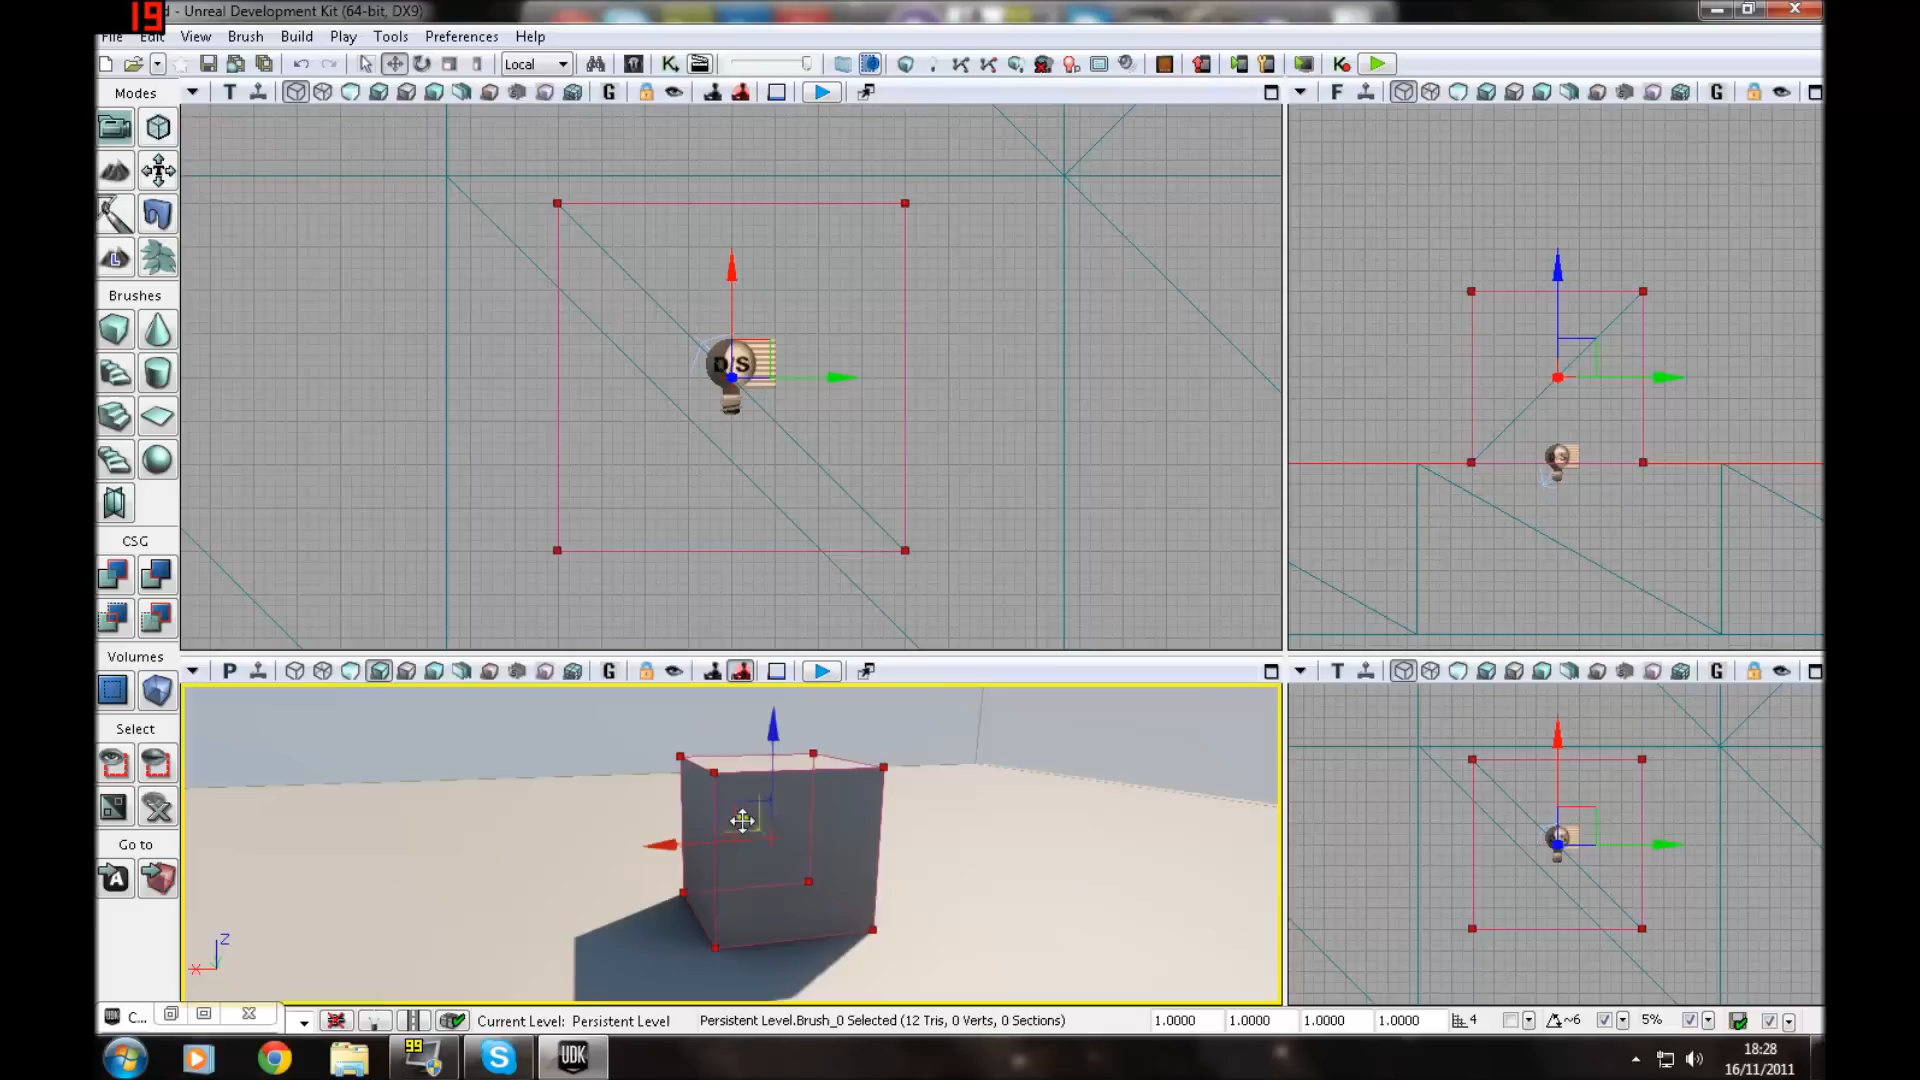 19
d - Unreal Development Kit (64-bit, DX9)
File Edit View Brush Build Play Tools Preferences Help
Local
Modes
T
G
F
G
D/S
Brushes
CSG
Volumes
P
G
T
G
Select
Go to
Z
X
C...
Current Level: Persistent Level
Persistent Level.Brush_0 Selected (12 Tris, 0 Verts, 0 Sections)
1.0000
1.0000
1.0000
1.0000
4
~6
5%
99
UDK
18:28
16/11/2011